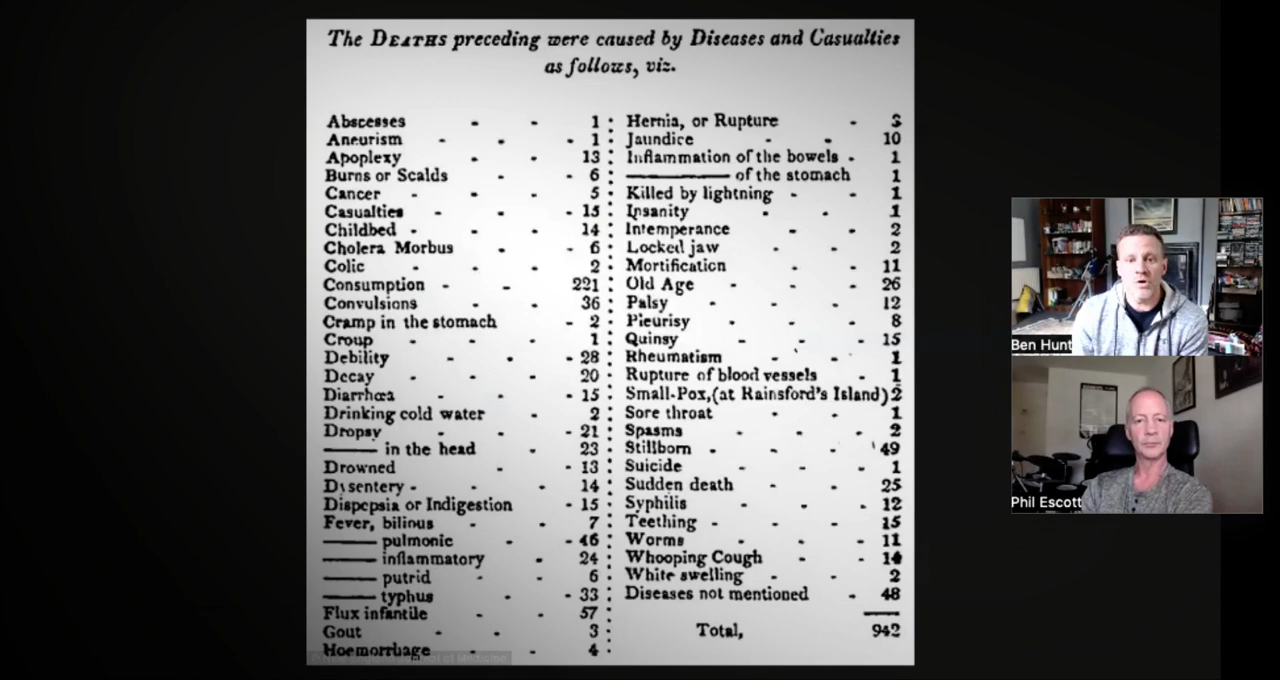 The DEATHS preceding were caused by Diseases and Casualties
as follows, viz.
Abscesses - - 1
Aneurism - - - 1
Apoplexy - - 13
Burns or Scalds - - 6
Cancer - - - 5
Casualties - - - 15
Childbed - - - 14
Cholera Morbus - - 6
Colic - - - 2
Consumption - - 221
Convulsions - - 36
Cramp in the stomach - 2
Croup - - - 1
Debility - - - 28
Decay - - - 20
Diarrhœa - - - 15
Drinking cold water - 2
Dropsy - - - 21
—— in the head - 23
Drowned - - - 13
Dysentery - - - 14
Dispepsia or Indigestion - 15
Fever, bilious - - 7
—— pulmonic - - 46
—— inflammatory - 24
—— putrid - - 6
—— typhus - - 33
Flux infantile - - 57
Gout - - - 3
Hoemorrhage - - 4
Hernia, or Rupture - 3
Jaundice - - 10
Inflammation of the bowels - 1
—— of the stomach 1
Killed by lightning - - 1
Insanity - - 1
Intemperance - - 2
Locked jaw - - 2
Mortification - - 11
Old Age - - - 26
Palsy - - - 12
Pleurisy - - - 8
Quinsy - - - 15
Rheumatism - - 1
Rupture of blood vessels - 1
Small-Pox,(at Rainsford's Island)2
Sore throat - - 1
Spasms - - - 2
Stillborn - - - 49
Suicide - - - 1
Sudden death - - 25
Syphilis - - - 12
Teething - - - 15
Worms - - - 11
Whooping Cough - - 14
White swelling - - 2
Diseases not mentioned - 48
Total, 942
Ben Hunt
Phil Escott